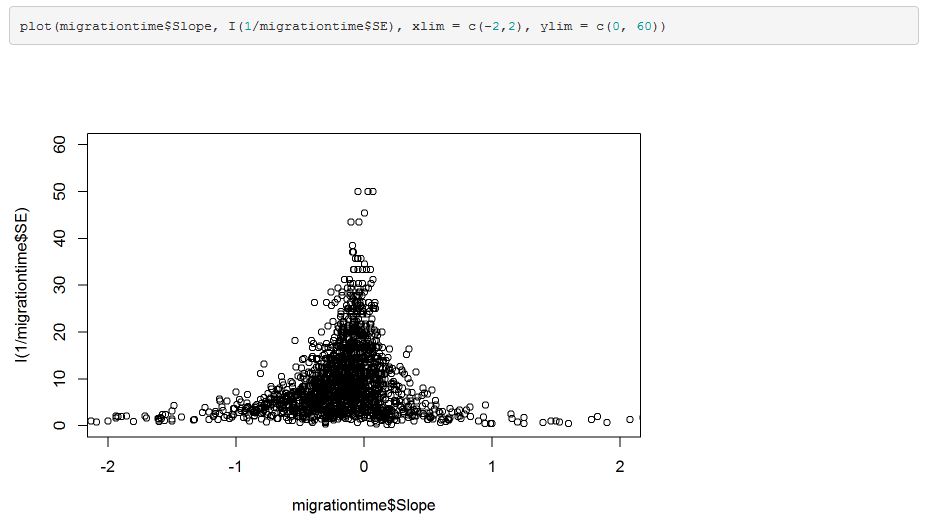 plot(migrationtime$Slope, I(1/migrationtime$SE), xlim = c(-2,2), ylim = c(0, 60))
60
50
40
30
20
10
0
I(1/migrationtime$SE)
-2 -1 0 1 2
migrationtime$Slope